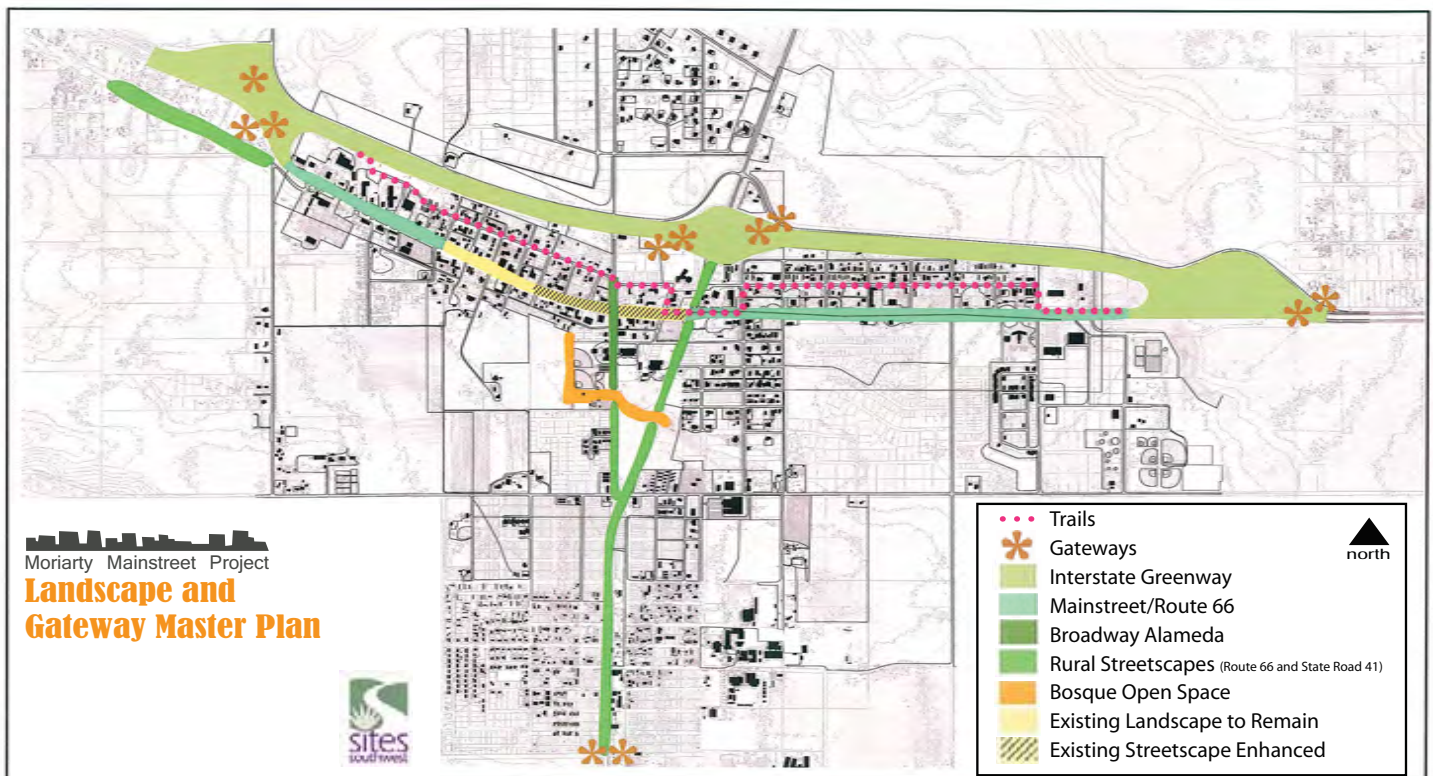 Moriarty Mainstreet Project
Landscape and
Gateway Master Plan
sites
southwest
Trails
Gateways
Interstate Greenway
Mainstreet/Route 66
Broadway Alameda
Rural Streetscapes (Route 66 and State Road 41)
Bosque Open Space
Existing Landscape to Remain
Existing Streetscape Enhanced
north